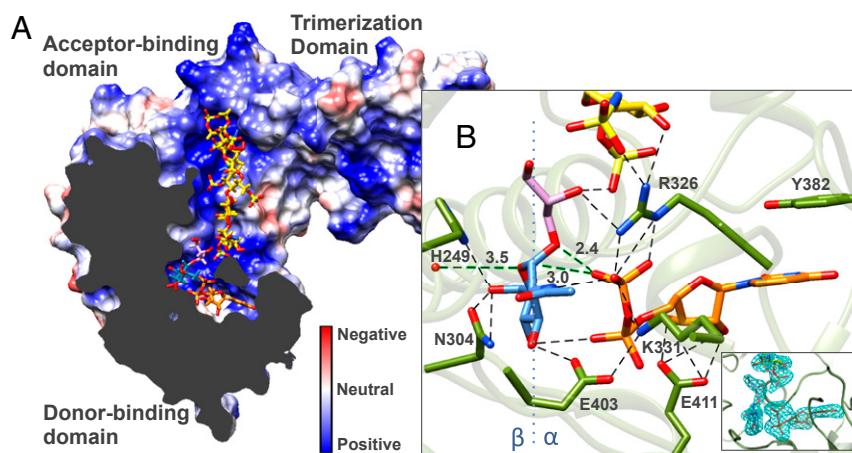 A
Acceptor-binding
domain
Trimerization
Domain
Donor-binding
domain
Negative
Neutral
Positive
B
R326
Y382
H249
3.5
2.4
3.0
N304
K331
E403
E411
β α